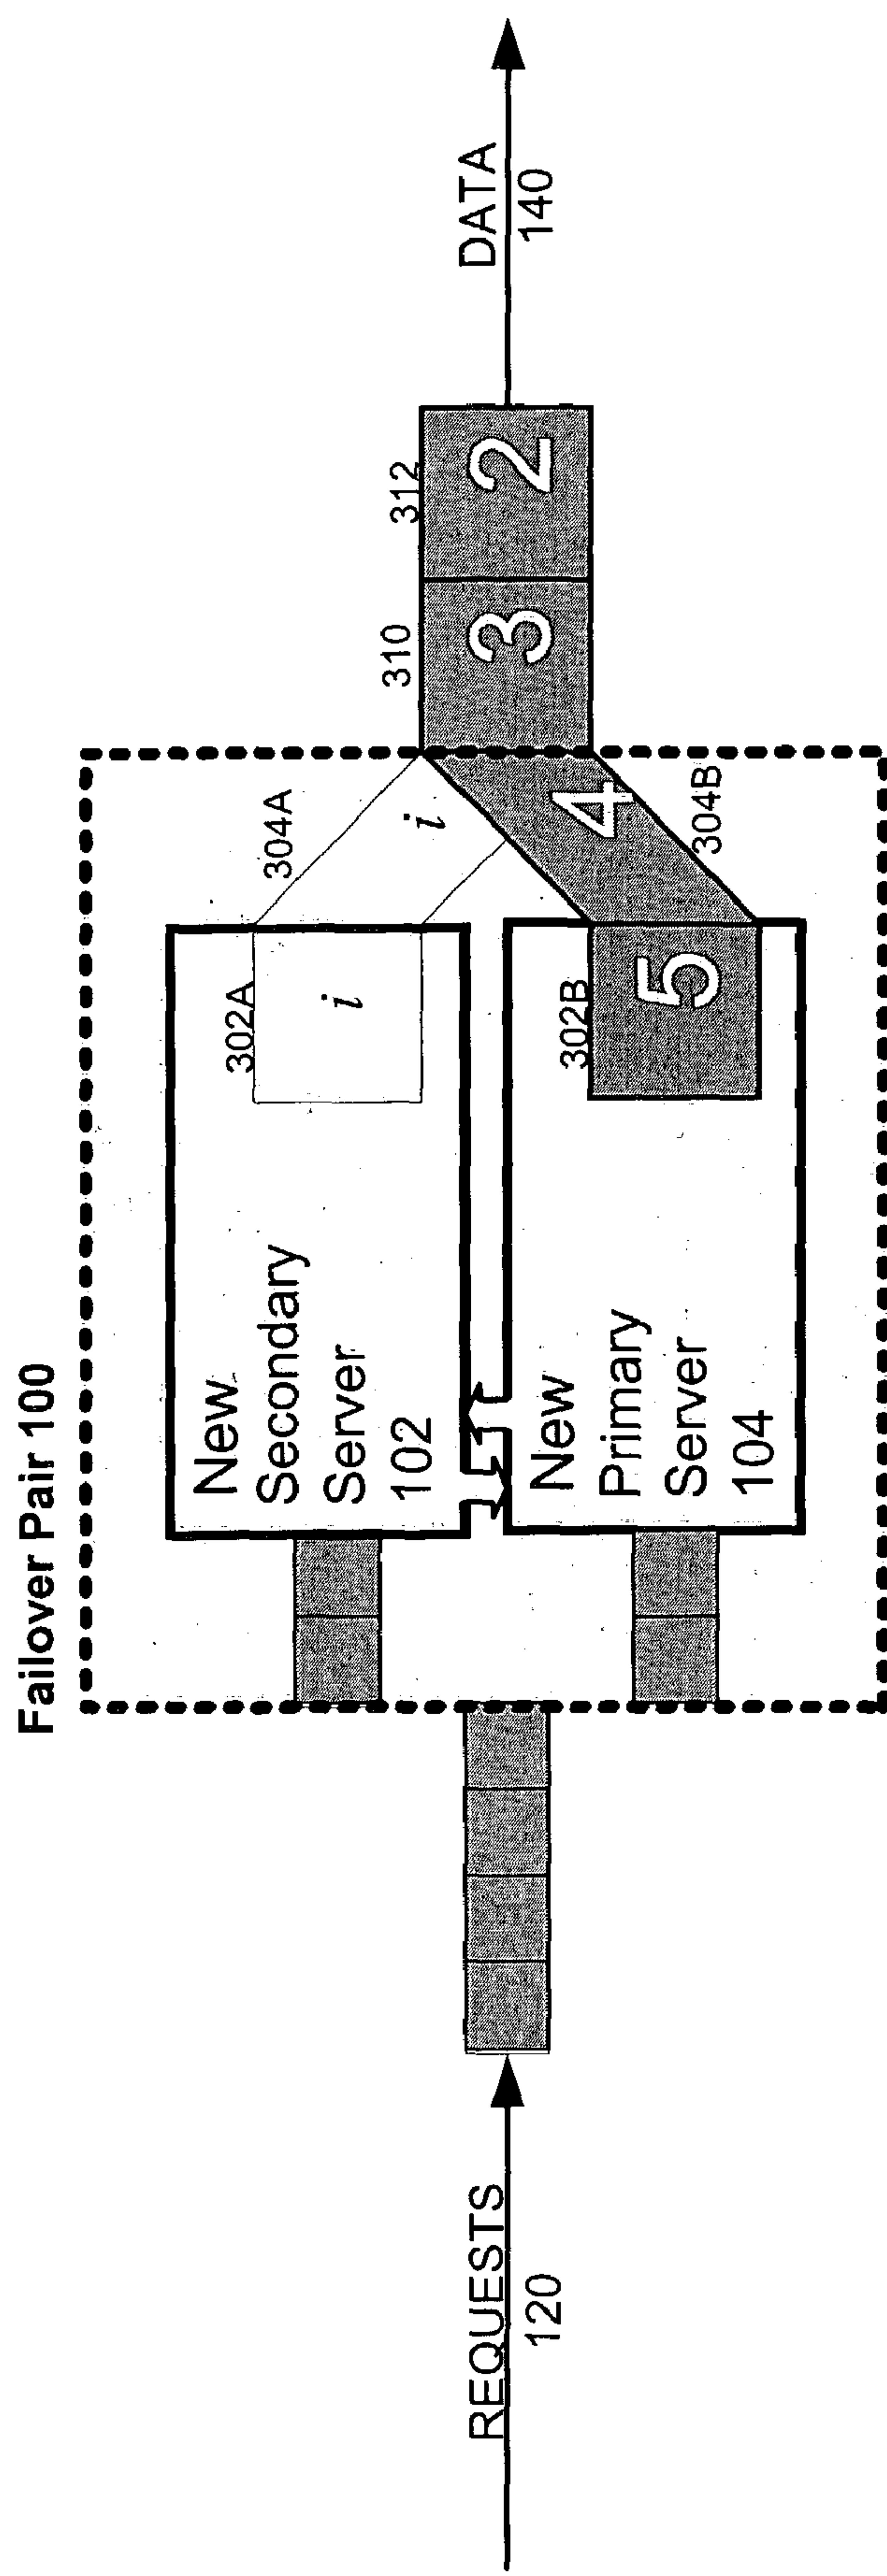 Failover Pair 100
REQUESTS
120
New
Secondary
Server
102
New
Primary
Server
104
302A
i
304A
i
302B
5
304B
4
310
3
312
2
DATA
140